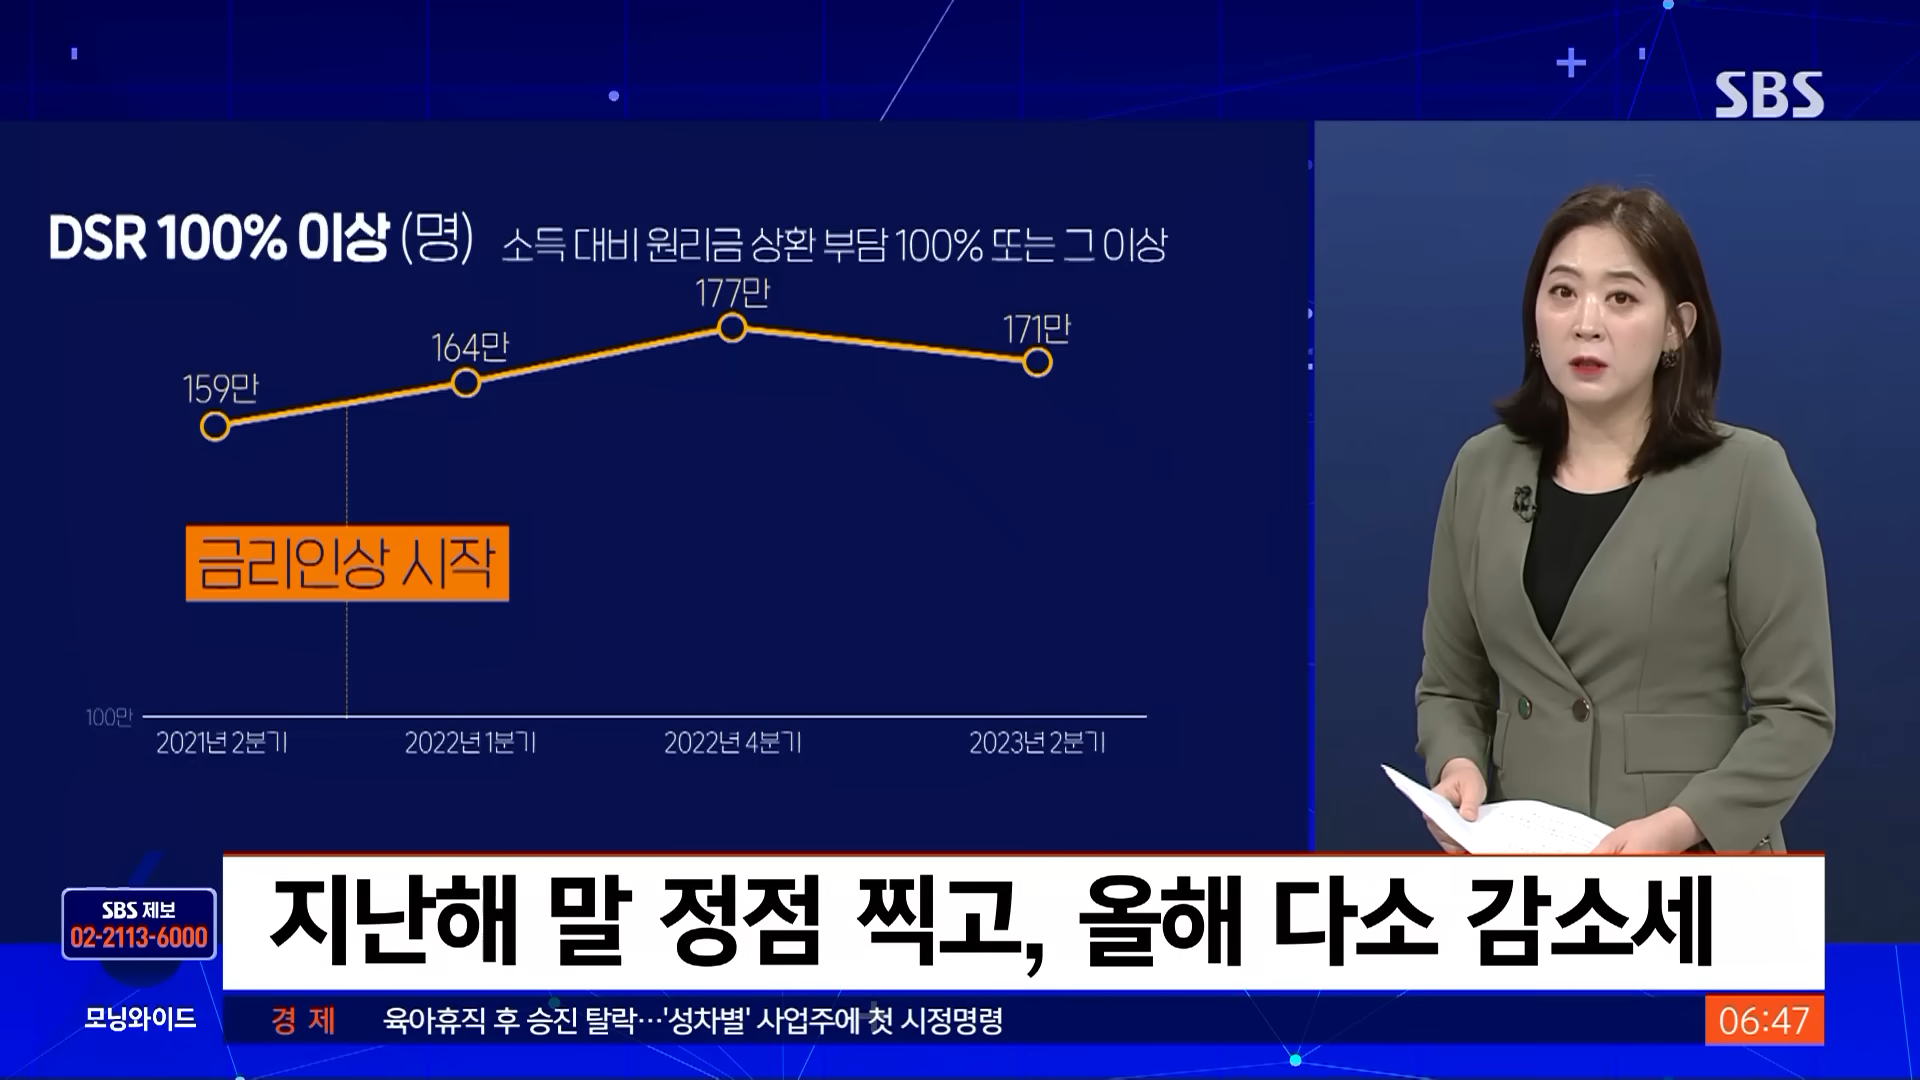 SBS
DSR 100% 이상 (명) 소득 대비 원리금 상환 부담 100% 또는 그 이상
159만
164만
177만
171만
금리인상 시작
100만
2021년 2분기
2022년 1분기
2022년 4분기
2023년 2분기
SBS 제보
02-2113-6000
지난해 말 정점 찍고, 올해 다소 감소세
모닝와이드
경제 육아휴직 후 승진 탈락…'성차별' 사업주에 첫 시정명령
06:47